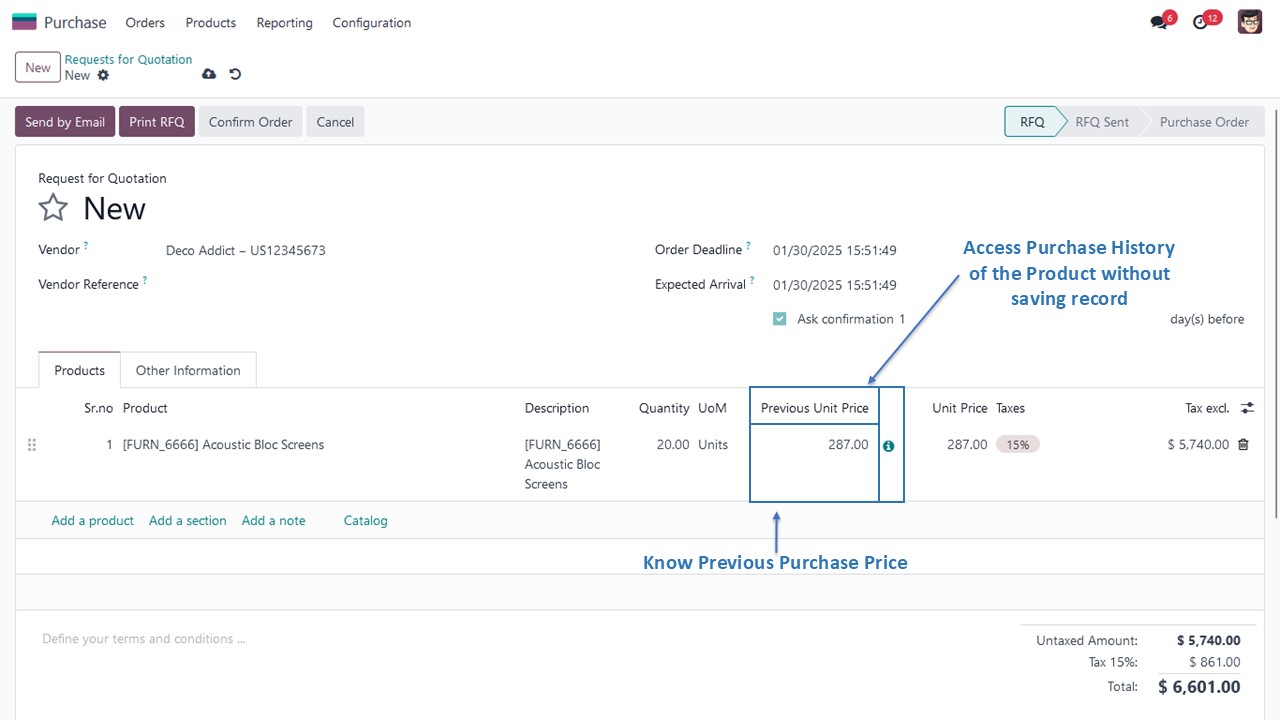 Purchase Orders Products Reporting Configuration 6 12
New Requests for Quotation
New
Send by Email Print RFQ Confirm Order Cancel RFQ RFQ Sent Purchase Order
Request for Quotation
New
Vendor ? Deco Addict – US12345673 Order Deadline ? 01/30/2025 15:51:49
Vendor Reference ? Expected Arrival ? 01/30/2025 15:51:49
Ask confirmation 1 day(s) before
Access Purchase History
of the Product without
saving record
Products Other Information
Sr.no Product Description Quantity UoM Previous Unit Price Unit Price Taxes Tax excl.
1 [FURN_6666] Acoustic Bloc Screens [FURN_6666] 20.00 Units 287.00 287.00 15% $ 5,740.00
Acoustic Bloc
Screens
Add a product Add a section Add a note Catalog
Know Previous Purchase Price
Define your terms and conditions ...
Untaxed Amount: $ 5,740.00
Tax 15%: $ 861.00
Total: $ 6,601.00